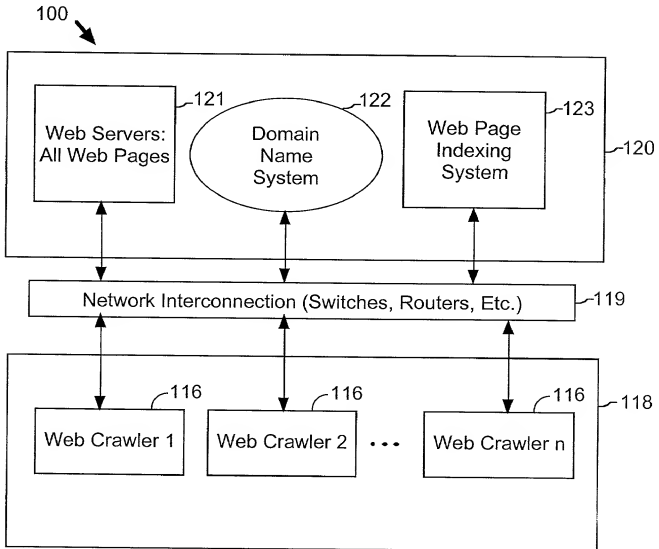 100
121
122
123
Web Servers:
All Web Pages
Domain
Name
System
Web Page
Indexing
System
120
Network Interconnection (Switches, Routers, Etc.)
119
116
116
116
118
Web Crawler 1
Web Crawler 2
• • •
Web Crawler n